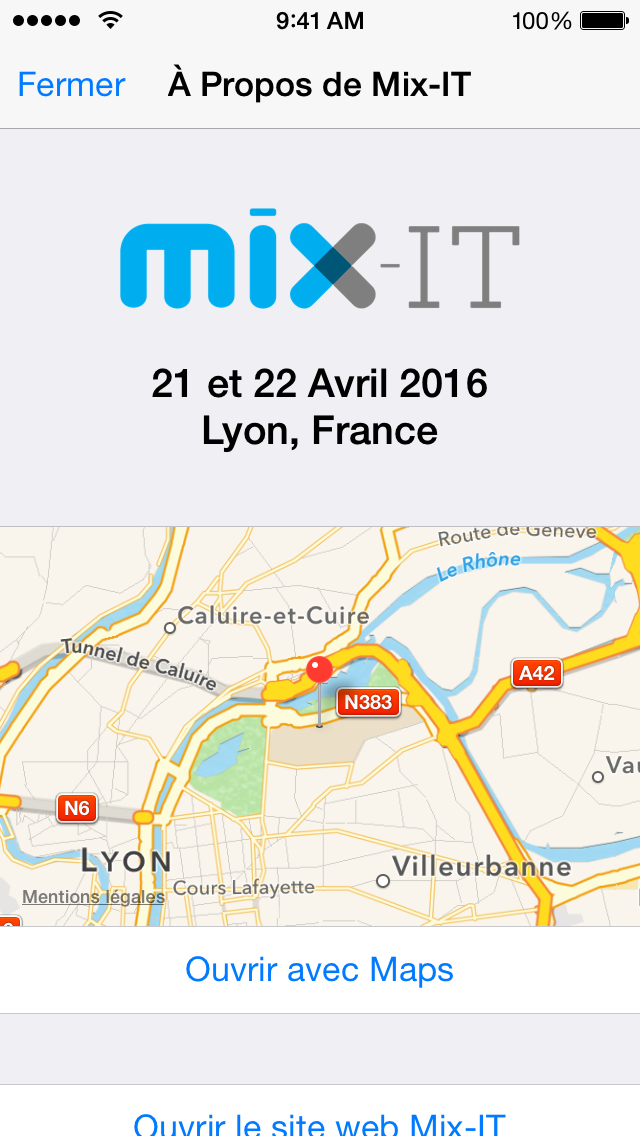 9:41 AM 100%
Fermer À Propos de Mix-IT
mix-IT
21 et 22 Avril 2016
Lyon, France
Route de Genève
Le Rhône
Caluire-et-Cuire
Tunnel de Caluire
A42
N383
Vau
N6
LYON
Villeurbanne
Cours Lafayette
Mentions légales
Ouvrir avec Maps
Ouvrir le site web Mix-IT